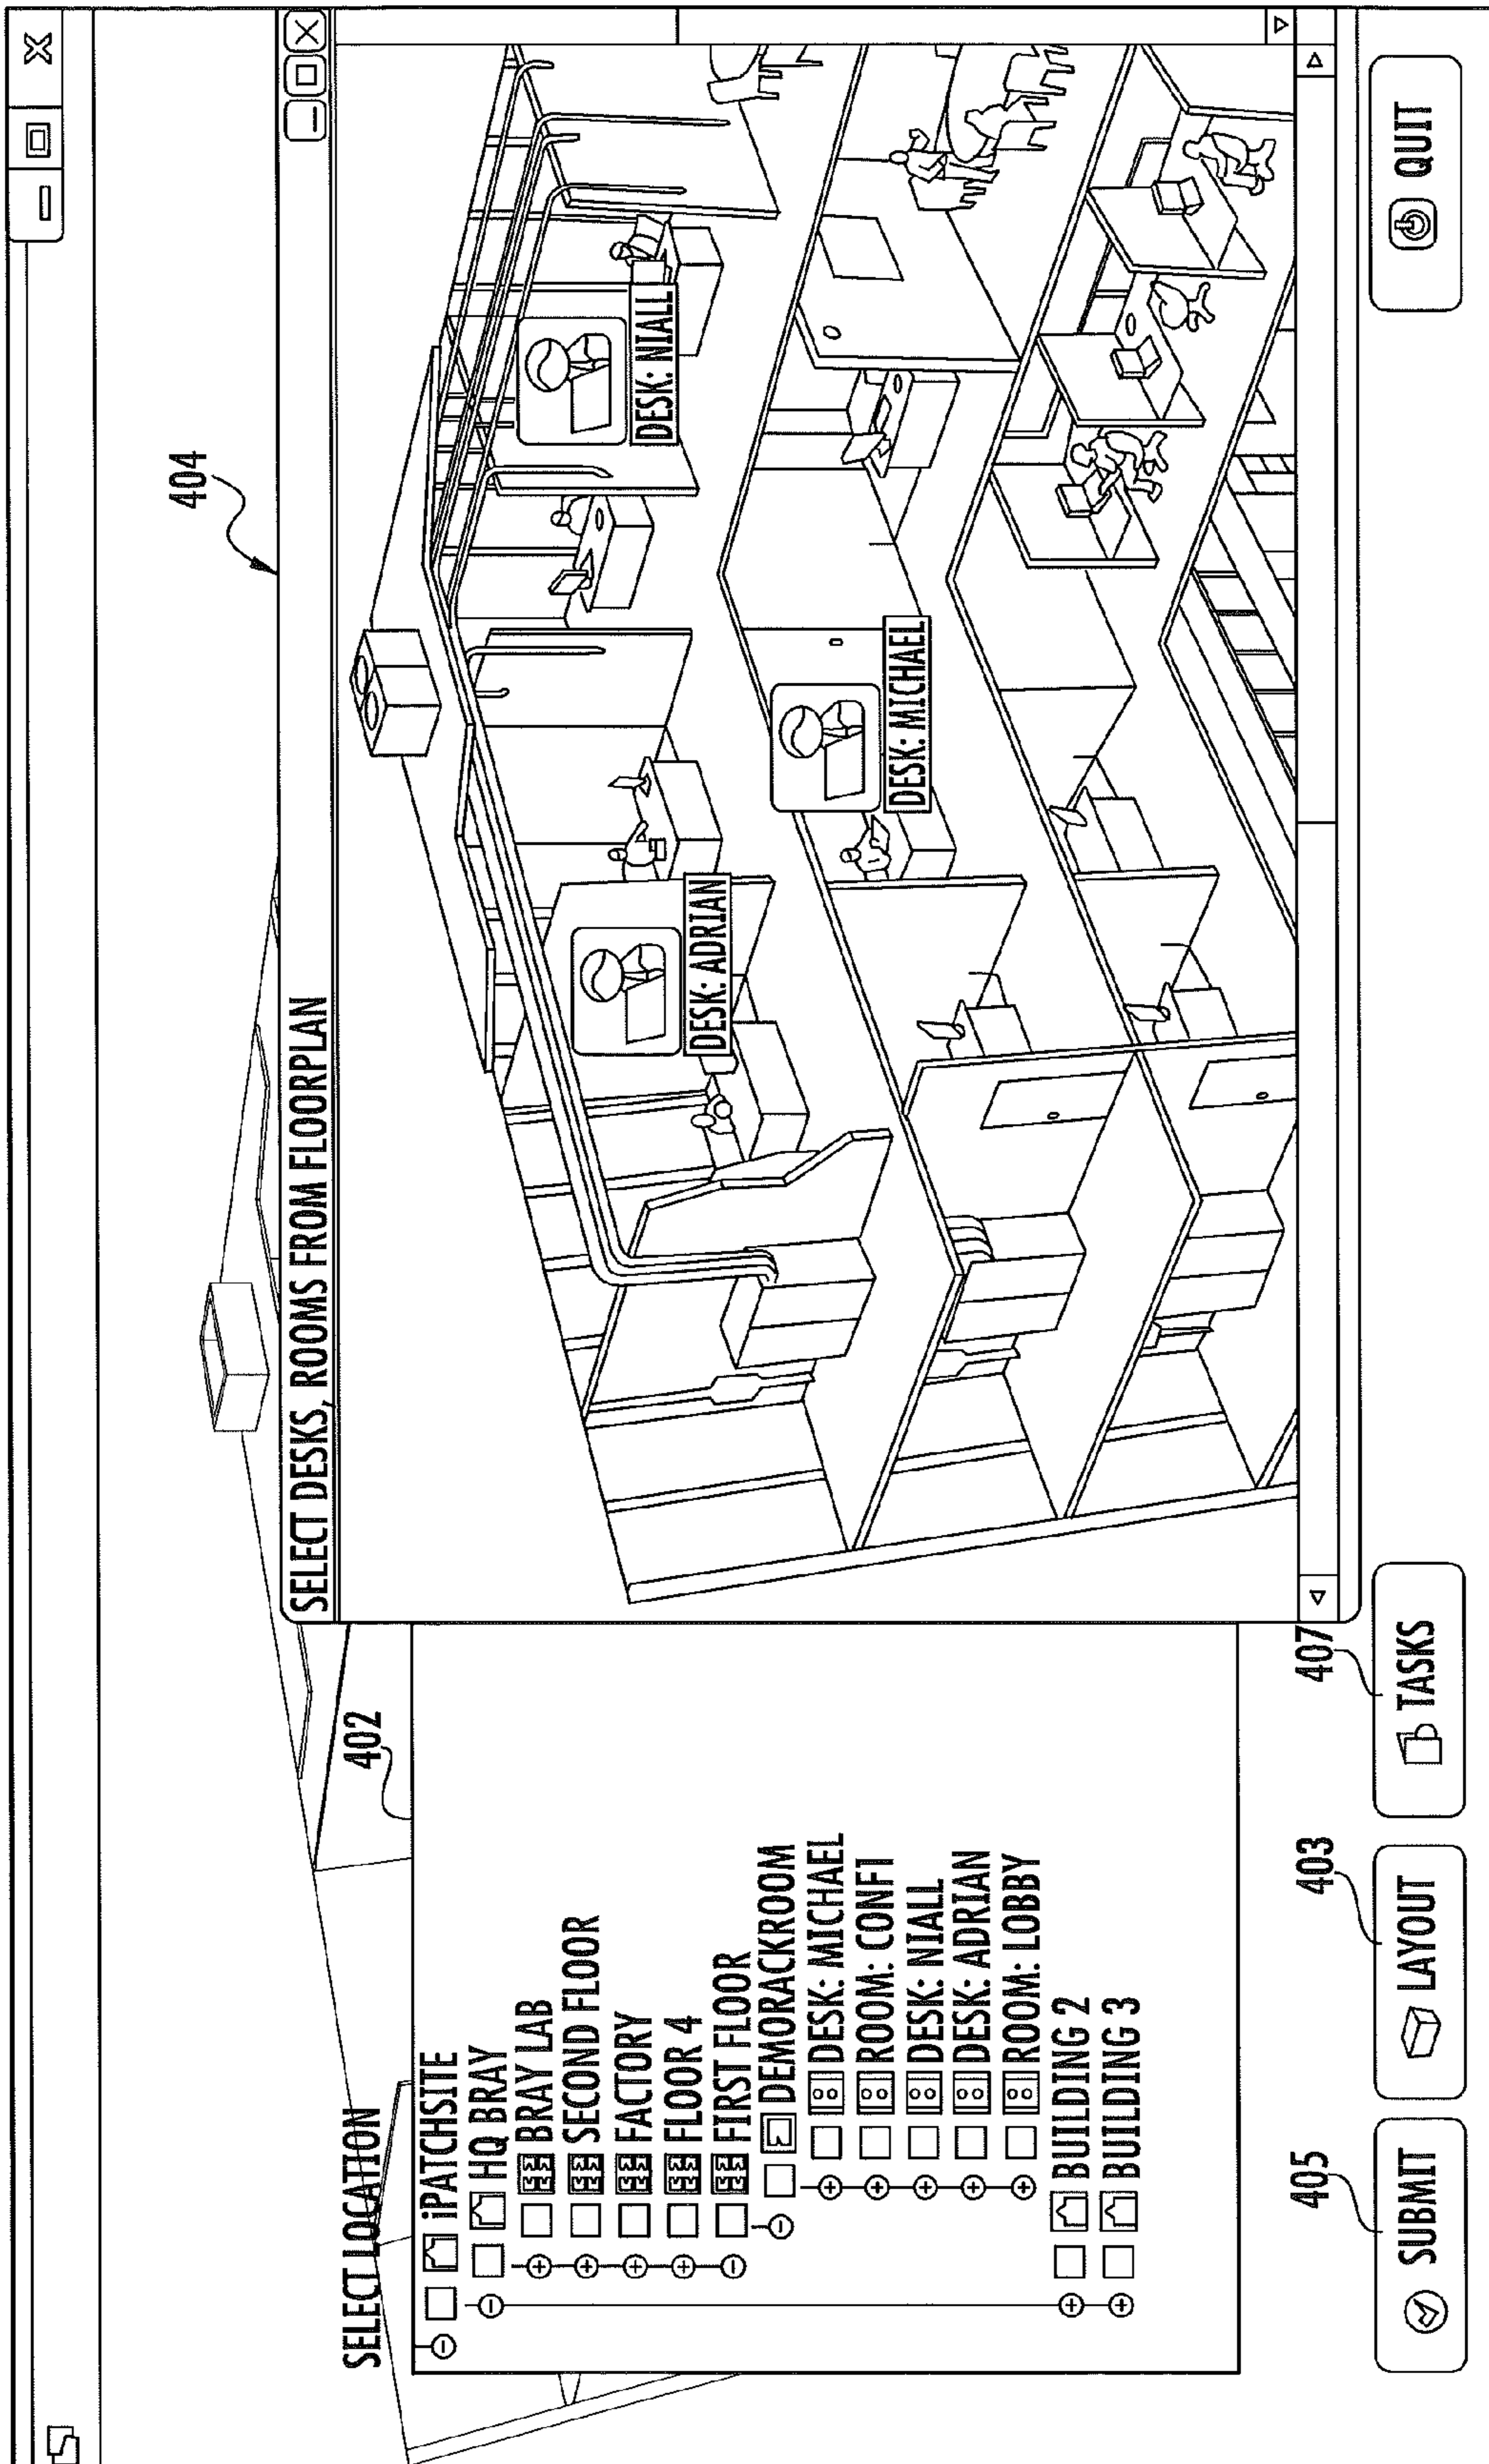 SELECT LOCATION
402
iPATCHSITE
HQ BRAY
BRAY LAB
SECOND FLOOR
FACTORY
FLOOR 4
FIRST FLOOR
DEMORACKROOM
DESK: MICHAEL
ROOM: CONF1
DESK: NIALL
DESK: ADRIAN
ROOM: LOBBY
BUILDING 2
BUILDING 3
404
SELECT DESKS, ROOMS FROM FLOORPLAN
DESK: NIALL
DESK: ADRIAN
DESK: MICHAEL
405
403
407
SUBMIT
LAYOUT
TASKS
QUIT